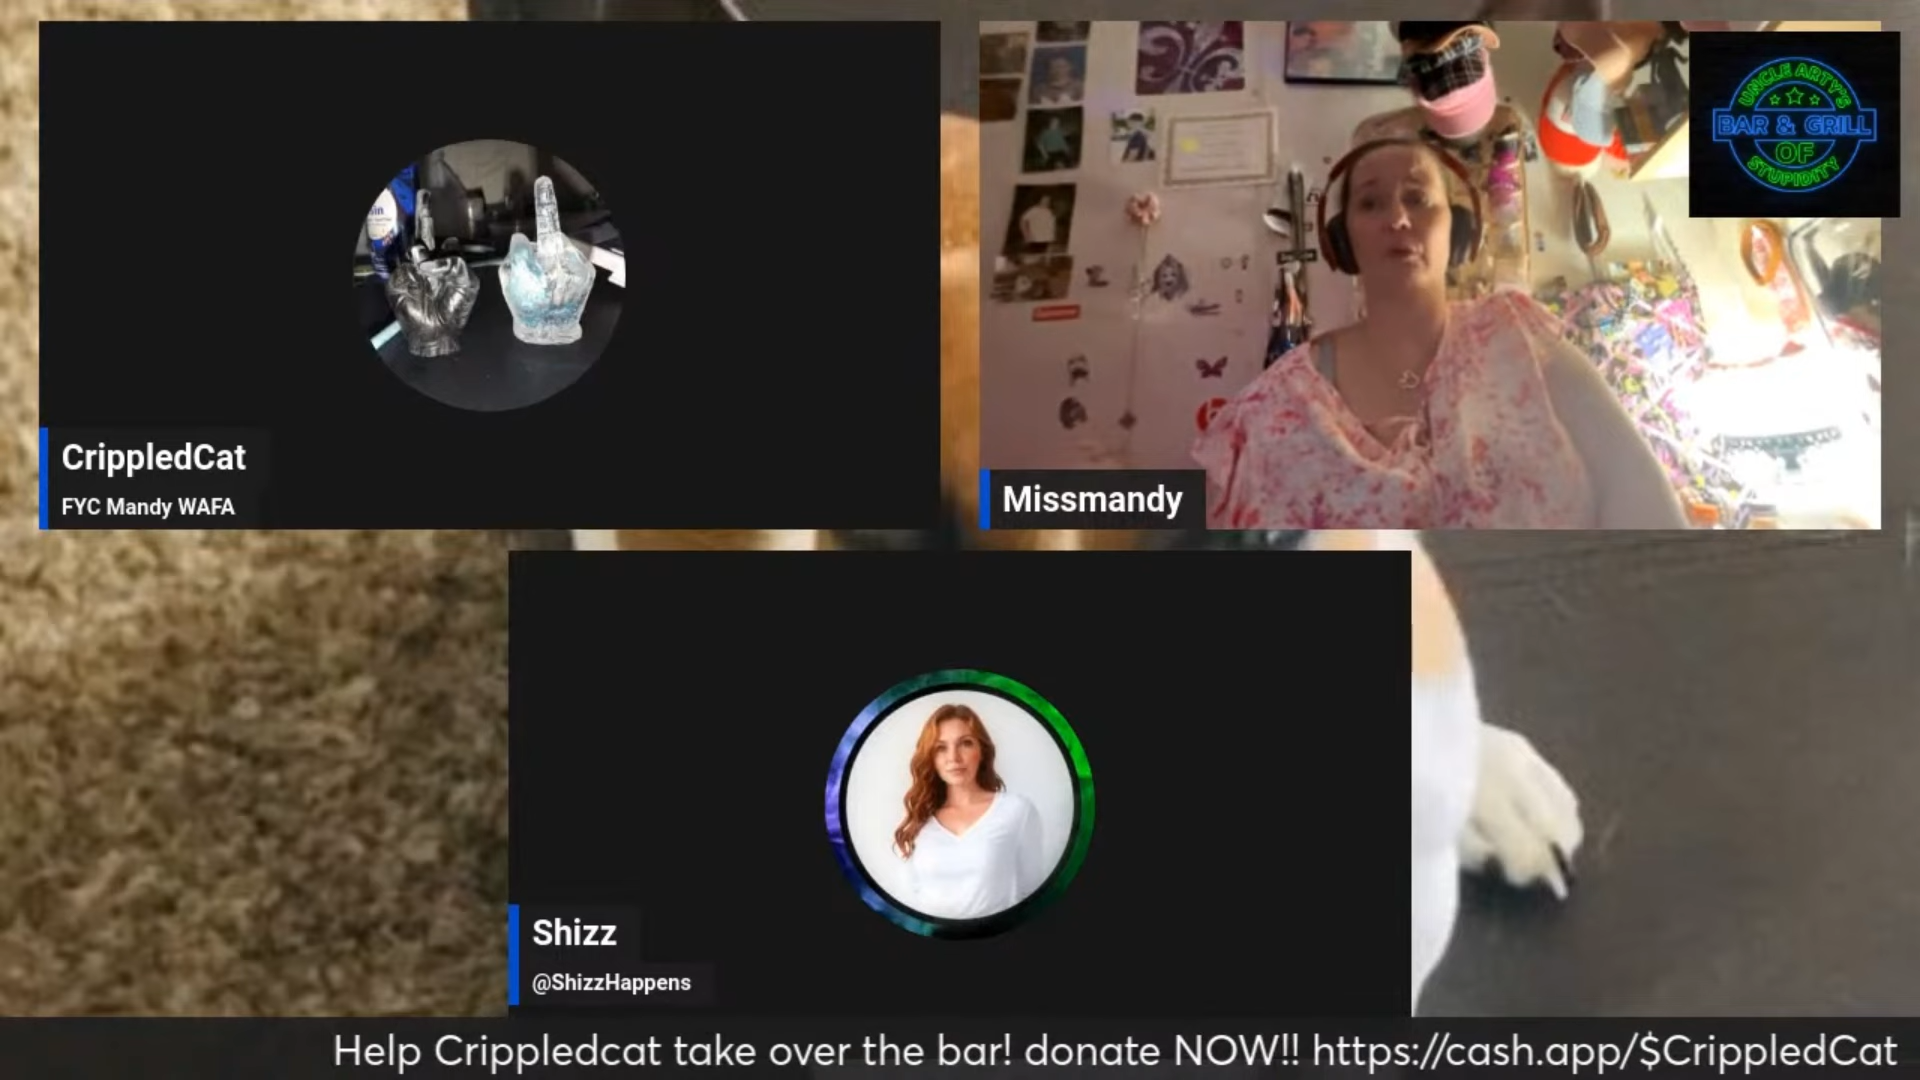 CrippledCat
FYC Mandy WAFA
Missmandy
UNCLE ARTY'S
BAR & GRILL
OF
STUPIDITY
Shizz
@ShizzHappens
Help Crippledcat take over the bar! donate NOW!! https://cash.app/$CrippledCat